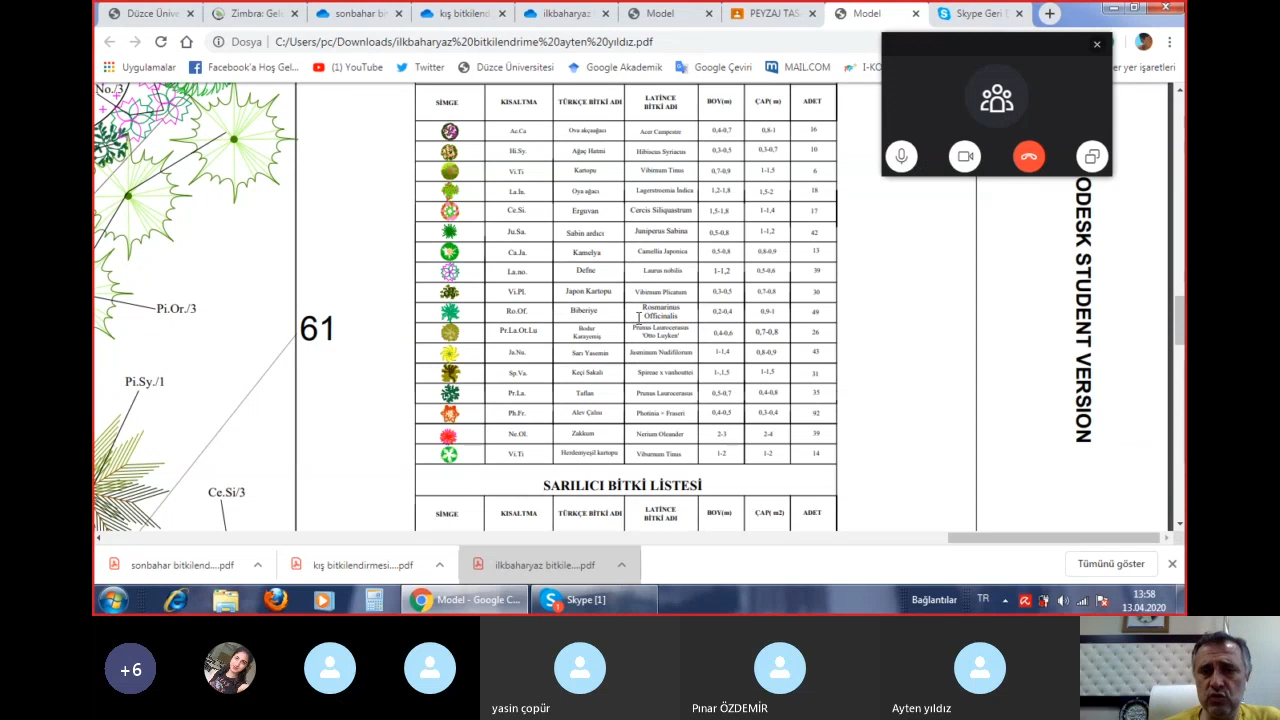 Düzce Ünive
Zimbra: Gele
sonbahar bi
kış bitkilend
ilkbaharyaz b
Model
PEYZAJ TAS
Model
Skype Geri E
Dosya
C:/Users/pc/Downloads/ilkbaharyaz%20bitkilendrime%20ayten%20yıldız.pdf
Uygulamalar
Facebook'a Hoş Gel...
(1) YouTube
Twitter
Düzce Üniversitesi
Google Akademik
Google Çeviri
MAIL.COM
I-KO
er yer işaretleri
No./3
Pi.Or./3
61
Pi.Sy./1
Ce.Si/3
SİMGE KISALTMA TÜRKÇE BİTKİ ADI LATİNCE BİTKİ ADI BOY(m) ÇAP( m) ADET
Ac.Ca Ova akçaağacı Acer Campestre 0,4-0,7 0,8-1 16
Hi.Sy. Ağaç Hatmi Hibiscus Syriacus 0,3-0,5 0,3-0,7 10
Vi.Ti Kartopu Vibirnum Tinus 0,7-0,9 1-1,5 6
La.İn. Oya ağacı Lagerstroemia İndica 1,2-1,8 1,5-2 18
Ce.Si. Erguvan Cercis Siliquastrum 1,5-1,8 1-1,4 17
Ju.Sa. Sabin ardıcı Juniperus Sabina 0,5-0,8 1-1,2 42
Ca.Ja. Kamelya Camellia Japonica 0,5-0,8 0,8-0,9 13
La.no. Defne Laurus nobilis 1-1,2 0,5-0,6 39
Vi.Pl. Japon Kartopu Vibirnum Plicatum 0,3-0,5 0,7-0,8 30
Ro.Of. Biberiye Rosmarinus Officinalis 0,2-0,4 0,9-1 49
Pr.La.Ot.Lu Bodur Karayemiş Prunus Laurocerasus 'Otto Luyken' 0,4-0,6 0,7-0,8 26
Ja.Nu. Sarı Yasemin Jasminum Nudifilorum 1-1,4 0,8-0,9 43
Sp.Va. Keçi Sakalı Spireae x vanhouttei 1-,1,5 1-1,5 31
Pr.La. Taflan Prunus Laurocerasus 0,5-0,7 0,4-0,8 35
Ph.Fr. Alev Çalısı Photinia × Fraseri 0,4-0,5 0,3-0,4 92
Ne.Ol. Zakkum Nerium Oleander 2-3 2-4 39
Vi.Ti Herdemyeşil kartopu Viburnum Tinus 1-2 1-2 14
SARILICI BİTKİ LİSTESİ
SİMGE KISALTMA TÜRKÇE BİTKİ ADI LATİNCE BİTKİ ADI BOY(m) ÇAP( m2) ADET
ODESK STUDENT VERSION
sonbahar bitkilend....pdf
kış bitkilendirmesi....pdf
ilkbaharyaz bitkile....pdf
Tümünü göster
Model - Google C...
Skype [1]
Bağlantılar
TR
13:58
13.04.2020
+6
yasin çopür
Pınar ÖZDEMİR
Ayten yıldız